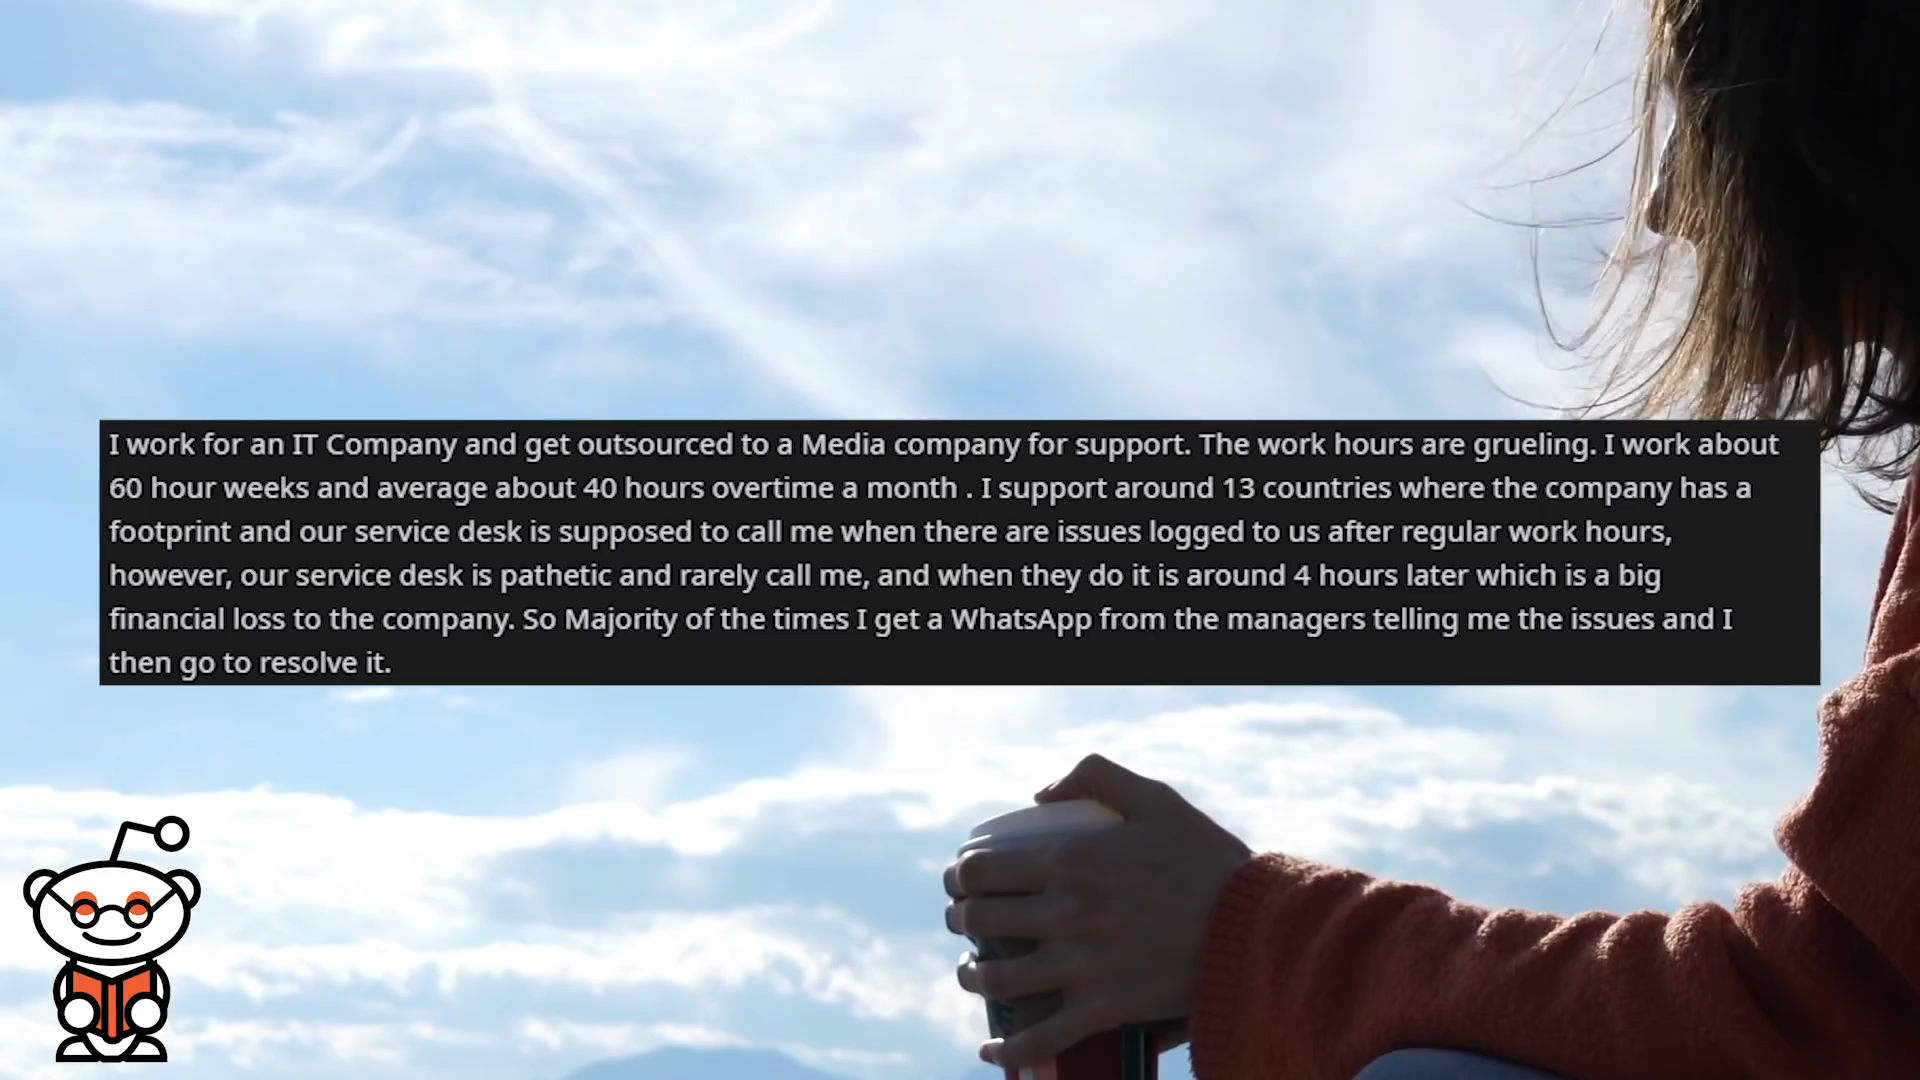 I work for an IT Company and get outsourced to a Media company for support. The work hours are grueling. I work about
60 hour weeks and average about 40 hours overtime a month . I support around 13 countries where the company has a
footprint and our service desk is supposed to call me when there are issues logged to us after regular work hours,
however, our service desk is pathetic and rarely call me, and when they do it is around 4 hours later which is a big
financial loss to the company. So Majority of the times I get a WhatsApp from the managers telling me the issues and I
then go to resolve it.